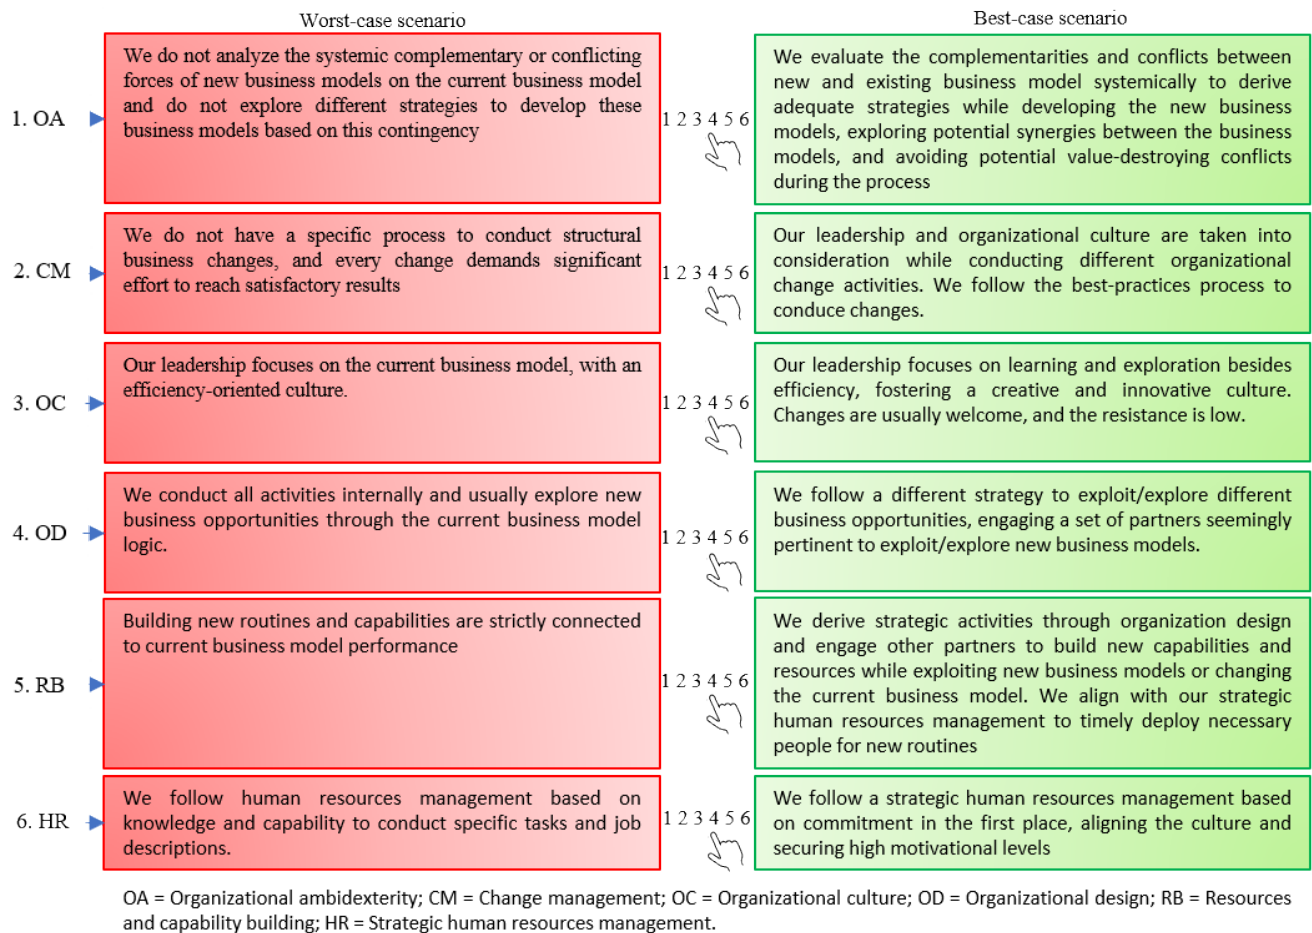 Worst-case scenario
Best-case scenario
1. OA
We do not analyze the systemic complementary or conflicting
forces of new business models on the current business model
and do not explore different strategies to develop these
business models based on this contingency
1 2 3 4 5 6
We evaluate the complementarities and conflicts between
new and existing business model systemically to derive
adequate strategies while developing the new business
models, exploring potential synergies between the business
models, and avoiding potential value-destroying conflicts
during the process
2. CM
We do not have a specific process to conduct structural
business changes, and every change demands significant
effort to reach satisfactory results
1 2 3 4 5 6
Our leadership and organizational culture are taken into
consideration while conducting different organizational
change activities. We follow the best-practices process to
conduce changes.
3. OC
Our leadership focuses on the current business model, with an
efficiency-oriented culture.
1 2 3 4 5 6
Our leadership focuses on learning and exploration besides
efficiency, fostering a creative and innovative culture.
Changes are usually welcome, and the resistance is low.
4. OD
We conduct all activities internally and usually explore new
business opportunities through the current business model
logic.
1 2 3 4 5 6
We follow a different strategy to exploit/explore different
business opportunities, engaging a set of partners seemingly
pertinent to exploit/explore new business models.
5. RB
Building new routines and capabilities are strictly connected
to current business model performance
1 2 3 4 5 6
We derive strategic activities through organization design
and engage other partners to build new capabilities and
resources while exploiting new business models or changing
the current business model. We align with our strategic
human resources management to timely deploy necessary
people for new routines
6. HR
We follow human resources management based on
knowledge and capability to conduct specific tasks and job
descriptions.
1 2 3 4 5 6
We follow a strategic human resources management based
on commitment in the first place, aligning the culture and
securing high motivational levels
OA = Organizational ambidexterity; CM = Change management; OC = Organizational culture; OD = Organizational design; RB = Resources
and capability building; HR = Strategic human resources management.